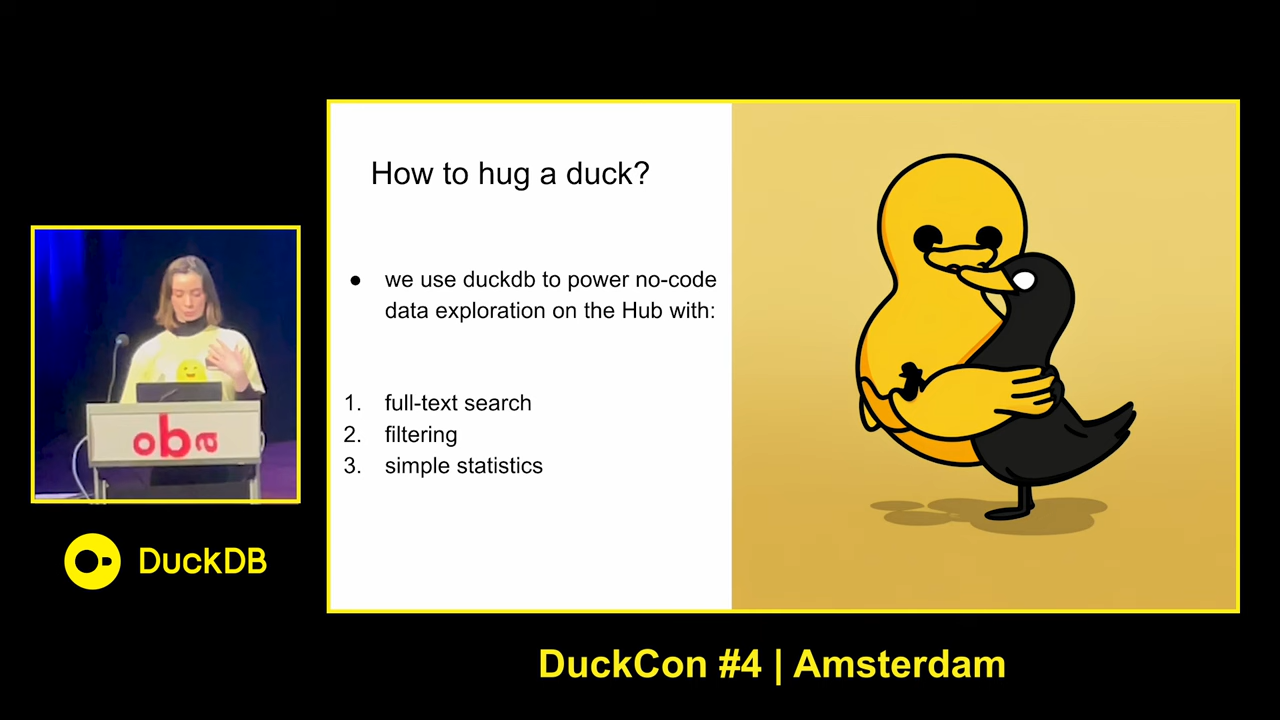 How to hug a duck?
● we use duckdb to power no-code
data exploration on the Hub with:
1. full-text search
2. filtering
3. simple statistics
oba
DuckDB
DuckCon #4 | Amsterdam